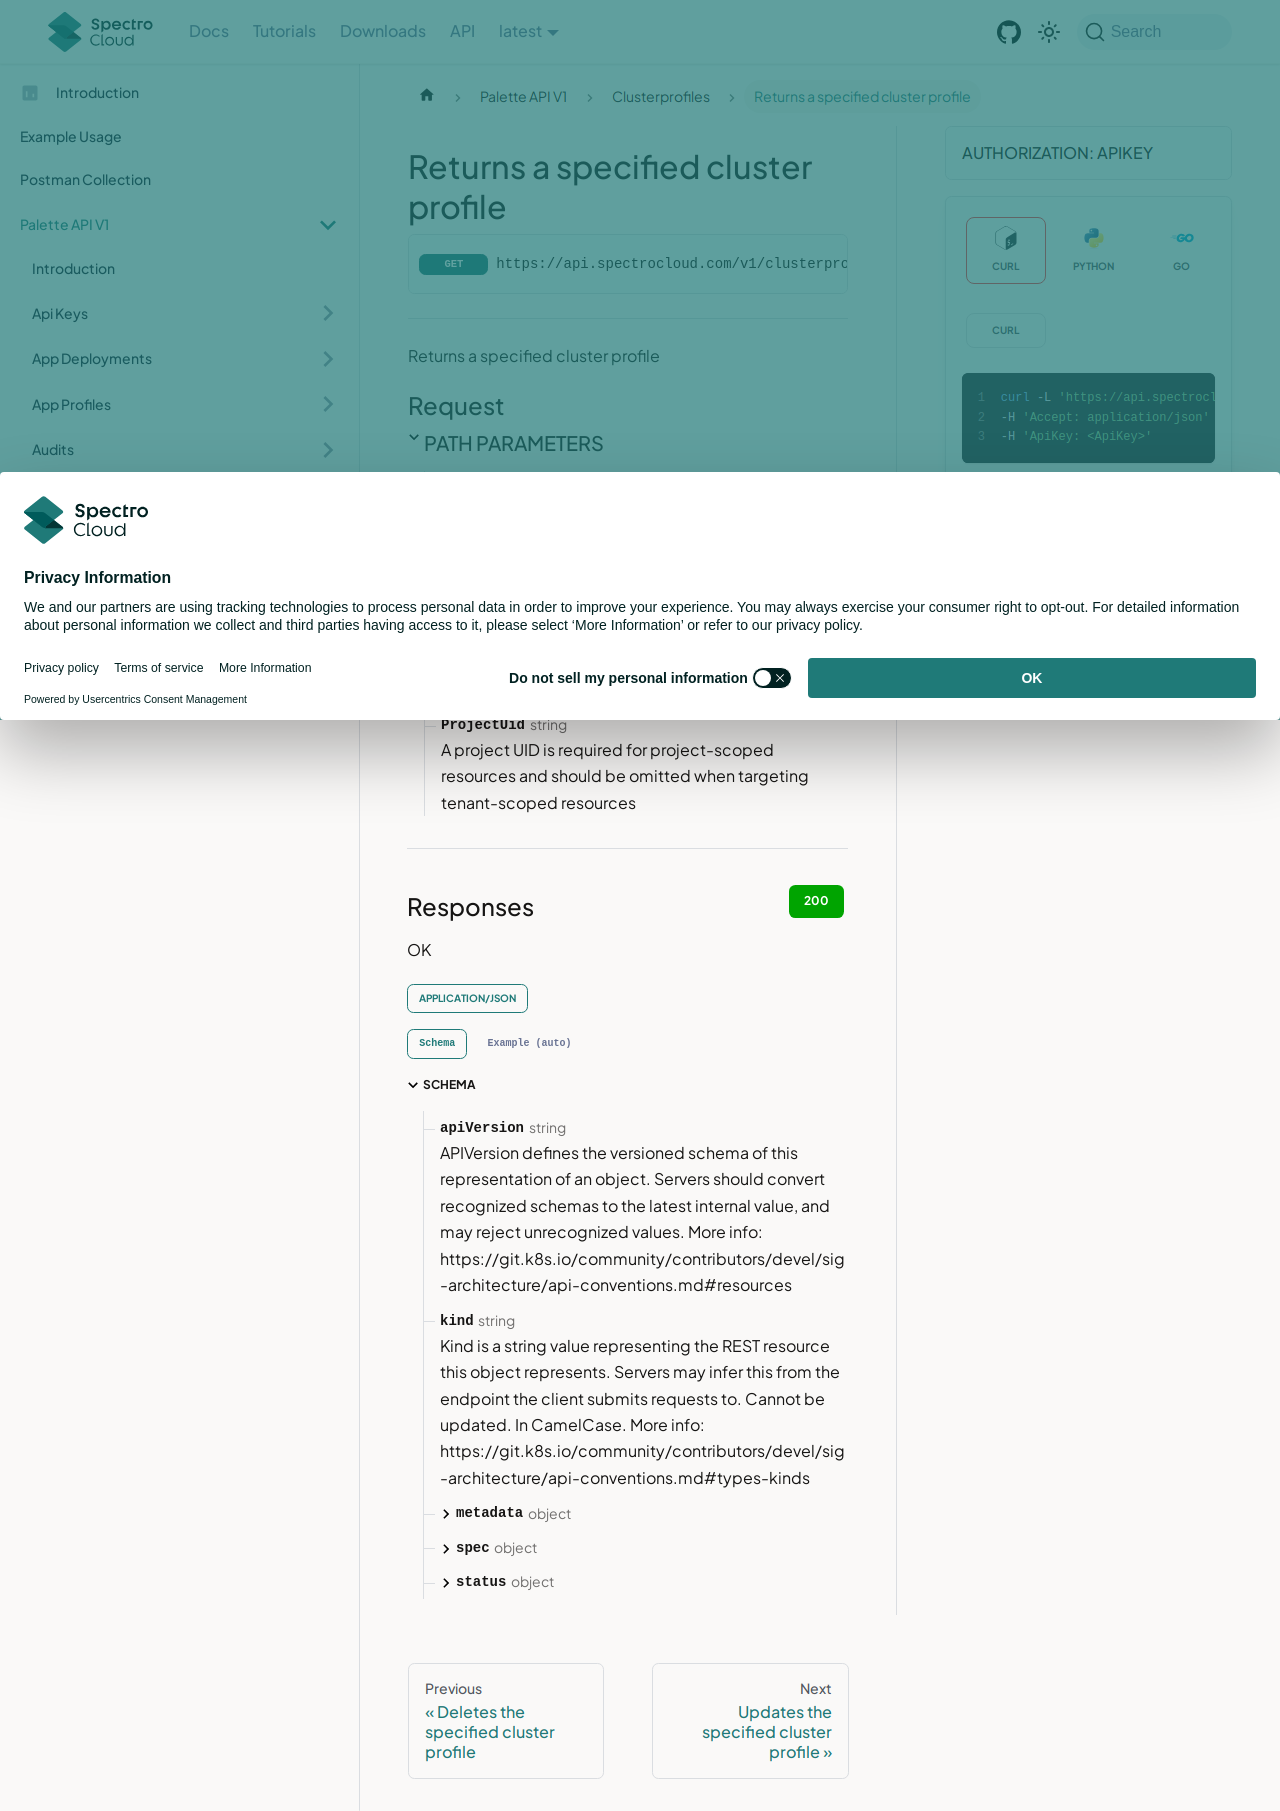 Spectro Cloud
Docs
Tutorials
Downloads
API
latest
Search
Introduction
Example Usage
Postman Collection
Palette API V1
Introduction
Api Keys
App Deployments
App Profiles
Audits
Palette API V1
Clusterprofiles
Returns a specified cluster profile
Returns a specified cluster
profile
GET
https://api.spectrocloud.com/v1/clusterpro
Returns a specified cluster profile
Request
PATH PARAMETERS
AUTHORIZATION: APIKEY
CURL
PYTHON
GO
CURL
1 curl -L 'https://api.spectrocl
2 -H 'Accept: application/json'
3 -H 'ApiKey: <ApiKey>'
Spectro
Cloud
Privacy Information
We and our partners are using tracking technologies to process personal data in order to improve your experience. You may always exercise your consumer right to opt-out. For detailed information
about personal information we collect and third parties having access to it, please select ‘More Information’ or refer to our privacy policy.
Privacy policy
Terms of service
More Information
Powered by Usercentrics Consent Management
Do not sell my personal information
OK
ProjectUid string
A project UID is required for project-scoped
resources and should be omitted when targeting
tenant-scoped resources
Responses
200
OK
APPLICATION/JSON
Schema
Example (auto)
SCHEMA
apiVersion string
APIVersion defines the versioned schema of this
representation of an object. Servers should convert
recognized schemas to the latest internal value, and
may reject unrecognized values. More info:
https://git.k8s.io/community/contributors/devel/sig
-architecture/api-conventions.md#resources
kind string
Kind is a string value representing the REST resource
this object represents. Servers may infer this from the
endpoint the client submits requests to. Cannot be
updated. In CamelCase. More info:
https://git.k8s.io/community/contributors/devel/sig
-architecture/api-conventions.md#types-kinds
metadata object
spec object
status object
Previous
« Deletes the
specified cluster
profile
Next
Updates the
specified cluster
profile »